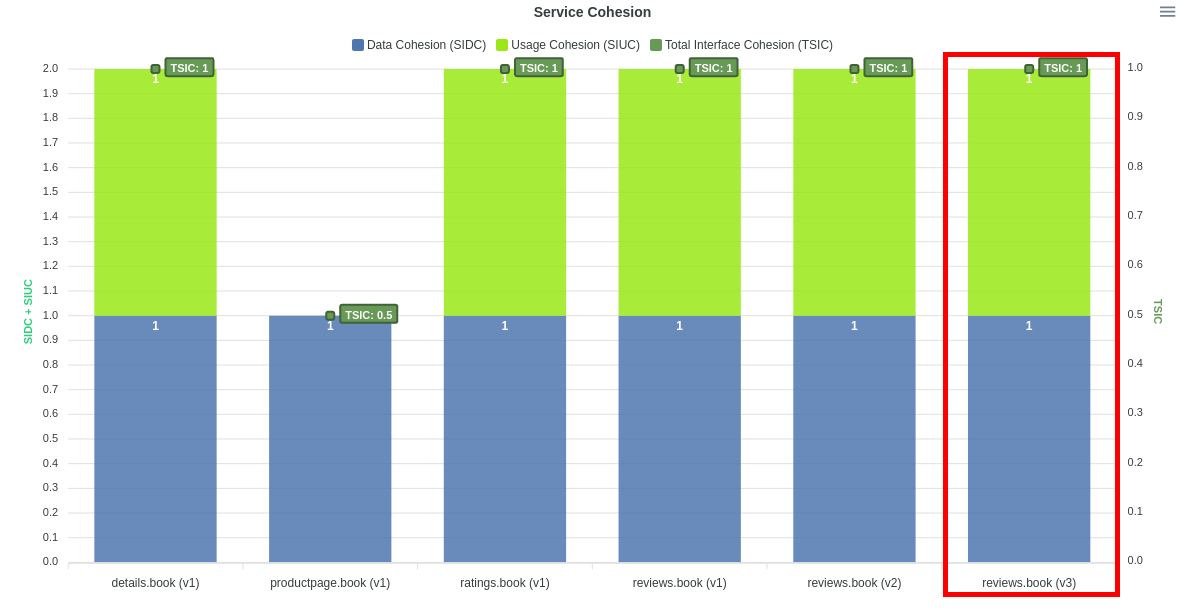 Service Cohesion
Data Cohesion (SIDC) Usage Cohesion (SIUC) Total Interface Cohesion (TSIC)
2.0
1.9
1.8
1.7
1.6
1.5
1.4
1.3
1.2
1.1
1.0
0.9
0.8
0.7
0.6
0.5
0.4
0.3
0.2
0.1
0.0
SIDC + SIUC
TSIC: 1
1
1
TSIC: 0.5
1
TSIC: 1
1
1
TSIC: 1
1
1
TSIC: 1
1
1
TSIC: 1
1
1
1.0
0.9
0.8
0.7
0.6
0.5
0.4
0.3
0.2
0.1
0.0
TSIC
details.book (v1)
productpage.book (v1)
ratings.book (v1)
reviews.book (v1)
reviews.book (v2)
reviews.book (v3)